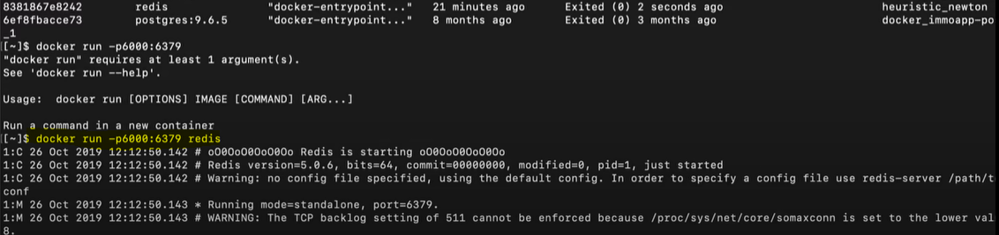 8381867e8242 redis "docker-entrypoint..." 21 minutes ago Exited (0) 2 seconds ago heuristic_newton
6ef8fbacce73 postgres:9.6.5 "docker-entrypoint..." 8 months ago Exited (0) 3 months ago docker_immoapp-po
_1
[~]$ docker run -p6000:6379
"docker run" requires at least 1 argument(s).
See 'docker run --help'.
Usage: docker run [OPTIONS] IMAGE [COMMAND] [ARG...]
Run a command in a new container
[~]$ docker run -p6000:6379 redis
1:C 26 Oct 2019 12:12:50.142 # oO0OoO0OoO0Oo Redis is starting oO0OoO0OoO0Oo
1:C 26 Oct 2019 12:12:50.142 # Redis version=5.0.6, bits=64, commit=00000000, modified=0, pid=1, just started
1:C 26 Oct 2019 12:12:50.142 # Warning: no config file specified, using the default config. In order to specify a config file use redis-server /path/t
conf
1:M 26 Oct 2019 12:12:50.143 * Running mode=standalone, port=6379.
1:M 26 Oct 2019 12:12:50.143 # WARNING: The TCP backlog setting of 511 cannot be enforced because /proc/sys/net/core/somaxconn is set to the lower val
8.